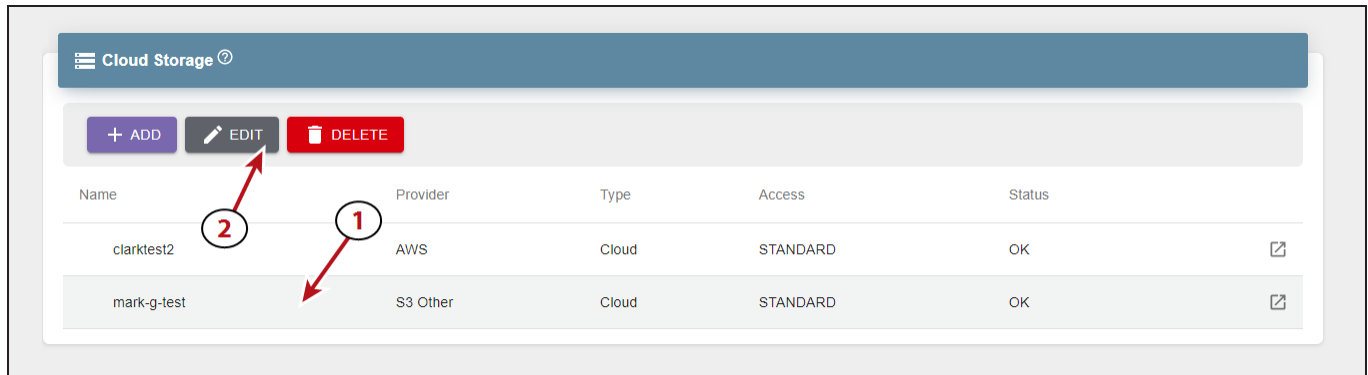 Cloud Storage ?
+ ADD EDIT DELETE
Name Provider Type Access Status
2 1
clarktest2 AWS Cloud STANDARD OK
mark-g-test S3 Other Cloud STANDARD OK